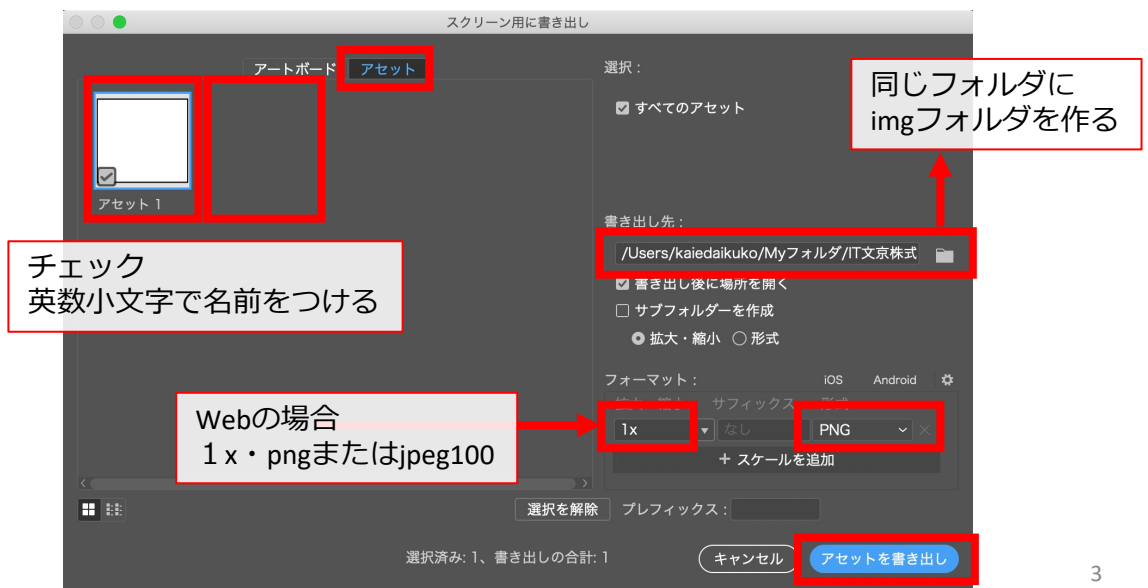 スクリーン用に書き出し
アートボード
アセット
選択：
すべてのアセット
同じフォルダに
imgフォルダを作る
アセット 1
書き出し先：
/Users/kaiedaikuko/Myフォルダ/IT文京株式
チェック
英数小文字で名前をつける
書き出し後に場所を開く
サブフォルダーを作成
拡大・縮小 形式
フォーマット： iOS Android
拡大・縮小 サフィックス 形式
Webの場合
１x・pngまたはjpeg100
1x なし PNG
+ スケールを追加
選択を解除 プレフィックス：
選択済み: 1、書き出しの合計: 1
キャンセル
アセットを書き出し
3